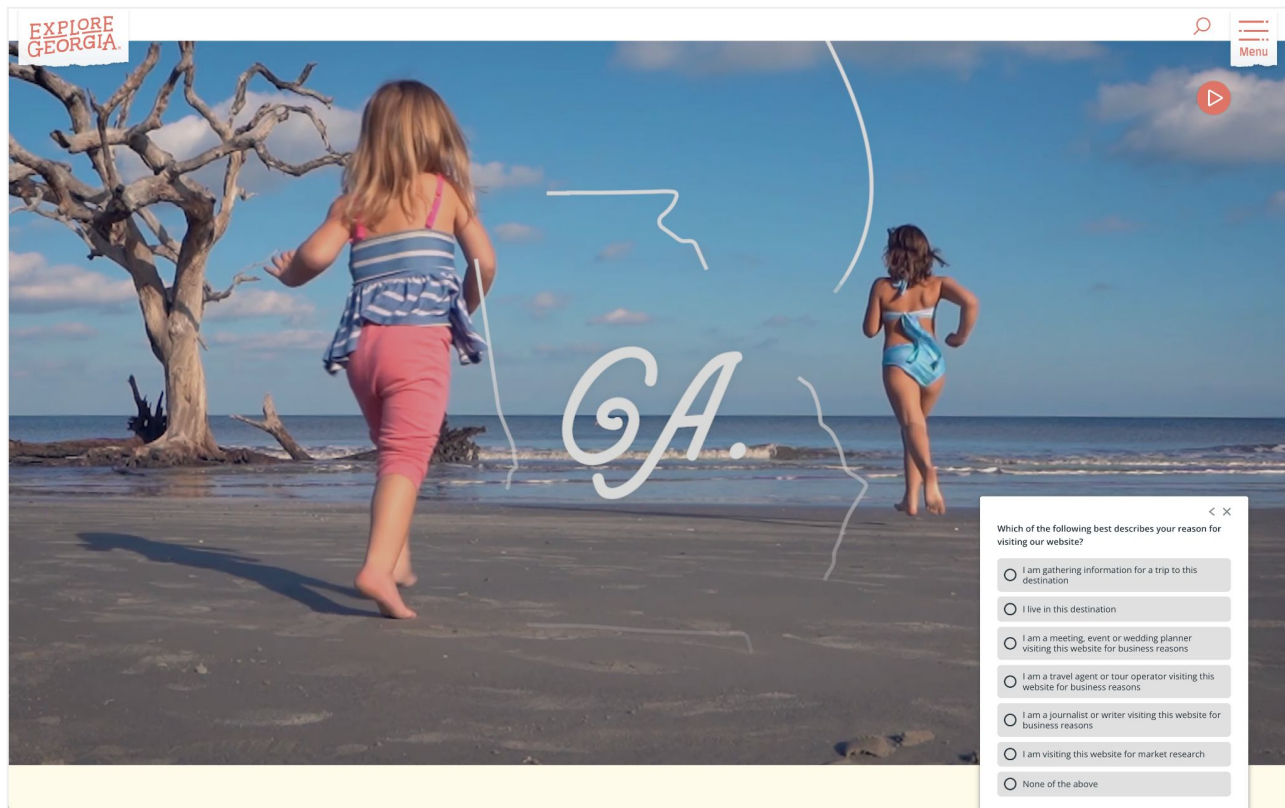 EXPLORE
GEORGIA
Menu
GA.
Which of the following best describes your reason for
visiting our website?
I am gathering information for a trip to this
destination
I live in this destination
I am a meeting, event or wedding planner
visiting this website for business reasons
I am a travel agent or tour operator visiting this
website for business reasons
I am a journalist or writer visiting this website for
business reasons
I am visiting this website for market research
None of the above